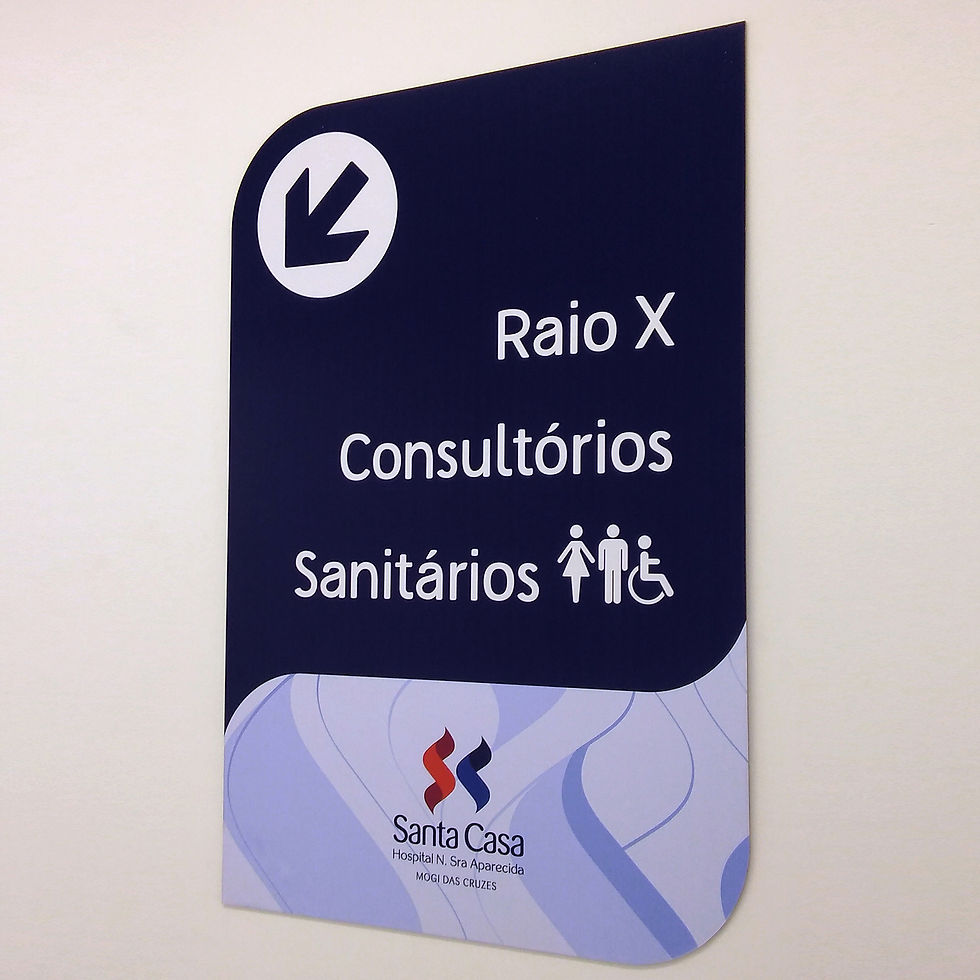 Raio X
Consultórios
Sanitários
Santa Casa
Hospital N. Sra Aparecida
MOGI DAS CRUZES